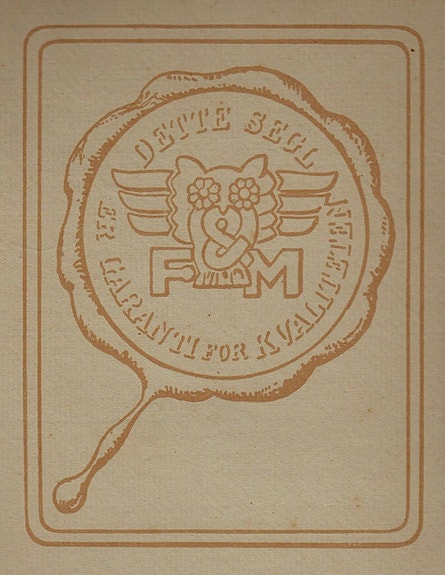 DETTE SEGL
F & M
ER GARANTI FOR KVALITETEN